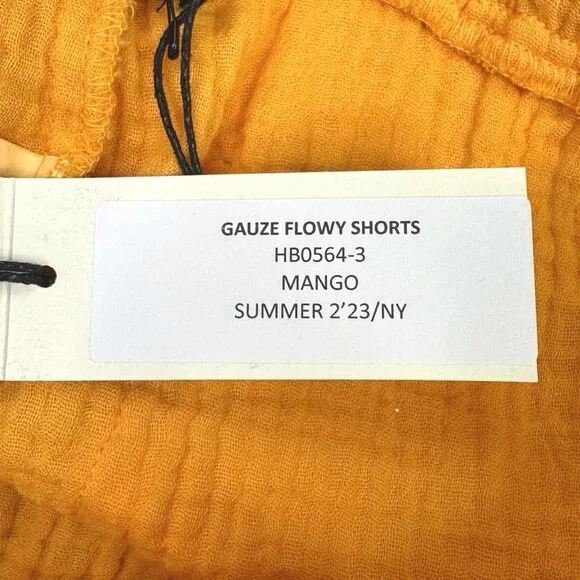 GAUZE FLOWY SHORTS
HB0564-3
MANGO
SUMMER 2’23/NY